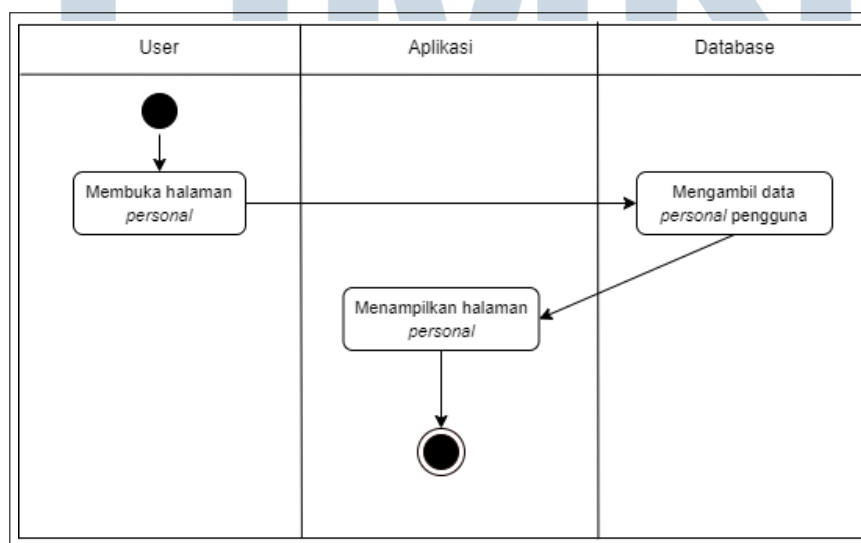 User
Aplikasi
Database
Membuka halaman
personal
Mengambil data
personal pengguna
Menampilkan halaman
personal